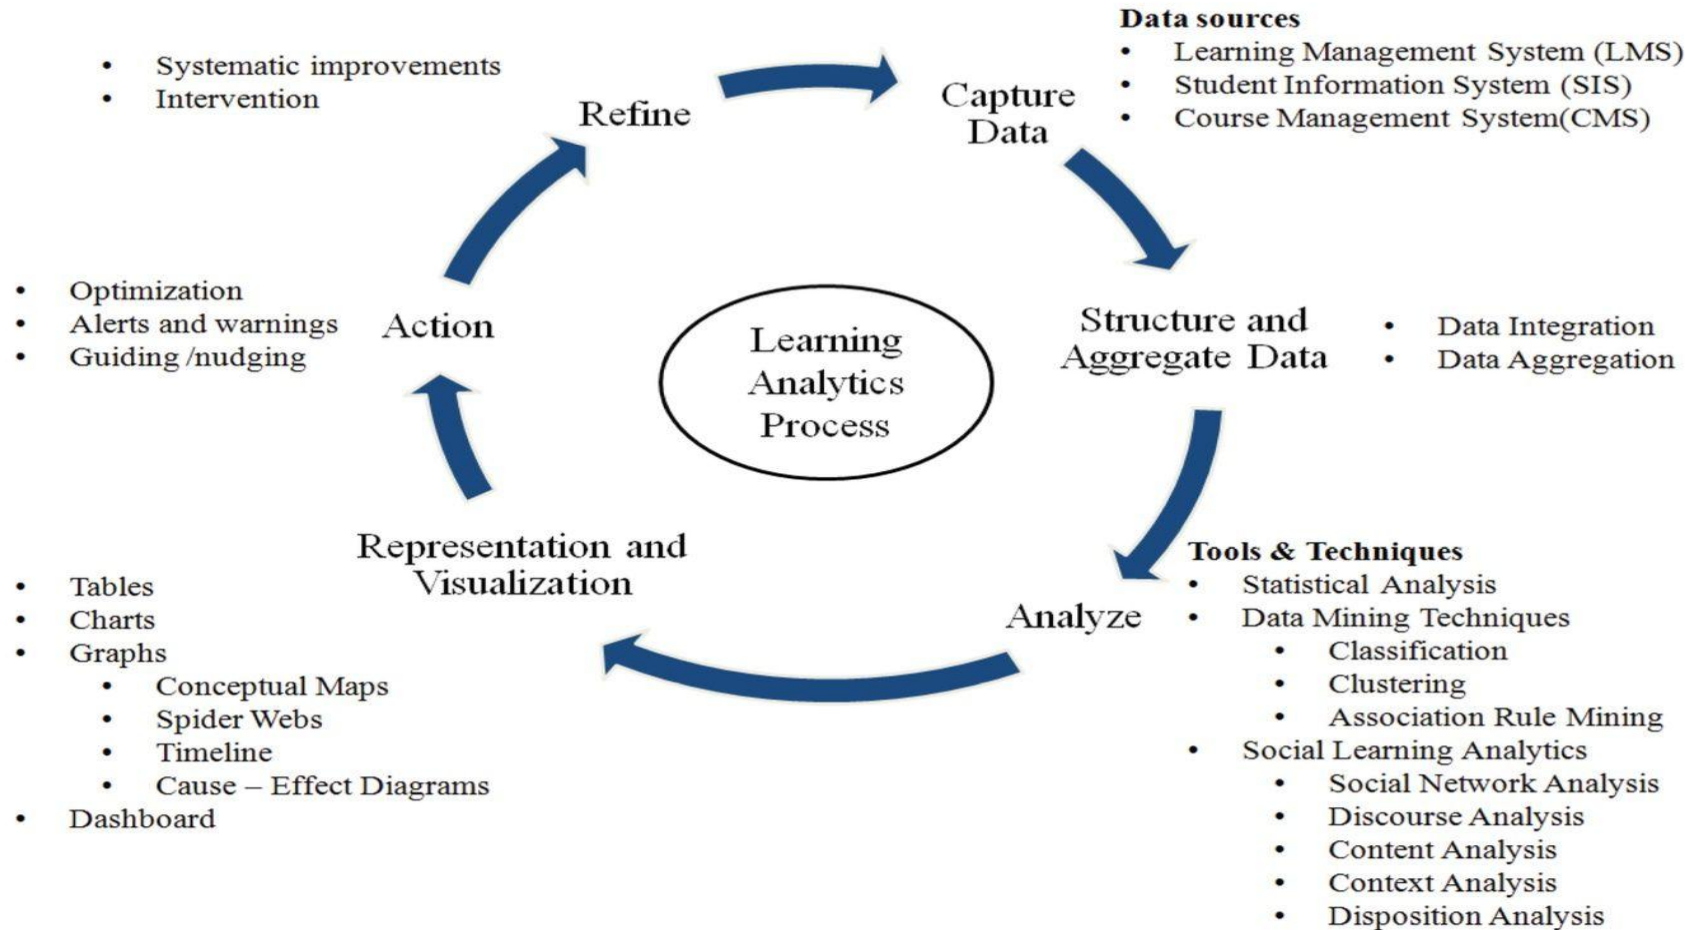 Data sources
• Learning Management System (LMS)
• Student Information System (SIS)
• Course Management System(CMS)
Capture
Data
Structure and
Aggregate Data
• Data Integration
• Data Aggregation
Tools & Techniques
• Statistical Analysis
• Data Mining Techniques
• Classification
• Clustering
• Association Rule Mining
• Social Learning Analytics
• Social Network Analysis
• Discourse Analysis
• Content Analysis
• Context Analysis
• Disposition Analysis
Analyze
Representation and
Visualization
• Tables
• Charts
• Graphs
• Conceptual Maps
• Spider Webs
• Timeline
• Cause – Effect Diagrams
• Dashboard
Action
• Optimization
• Alerts and warnings
• Guiding /nudging
Refine
• Systematic improvements
• Intervention
Learning
Analytics
Process